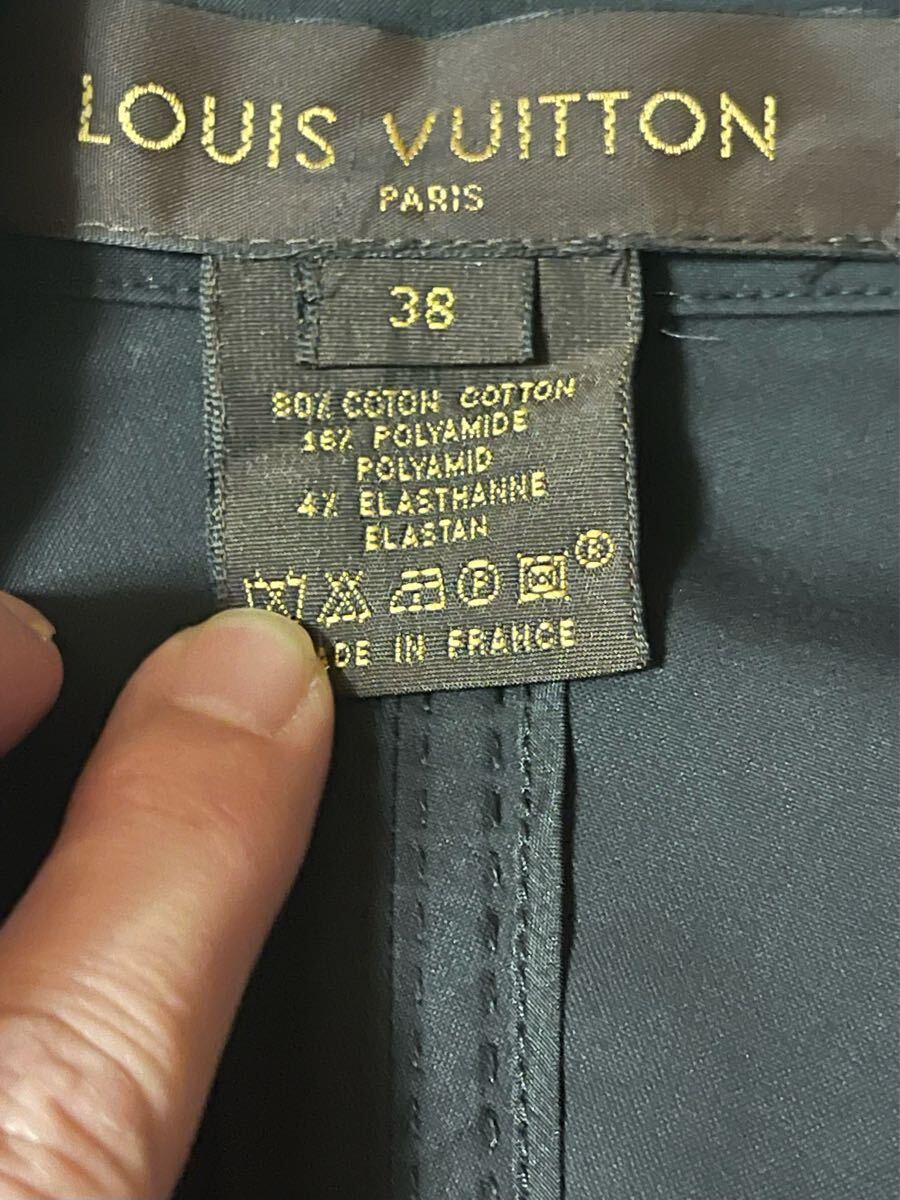 LOUIS VUITTON
PARIS
38
80% COTON COTTON
16% POLYAMIDE
POLYAMID
4% ELASTHANNE
ELASTAN
P ®
DE IN FRANCE